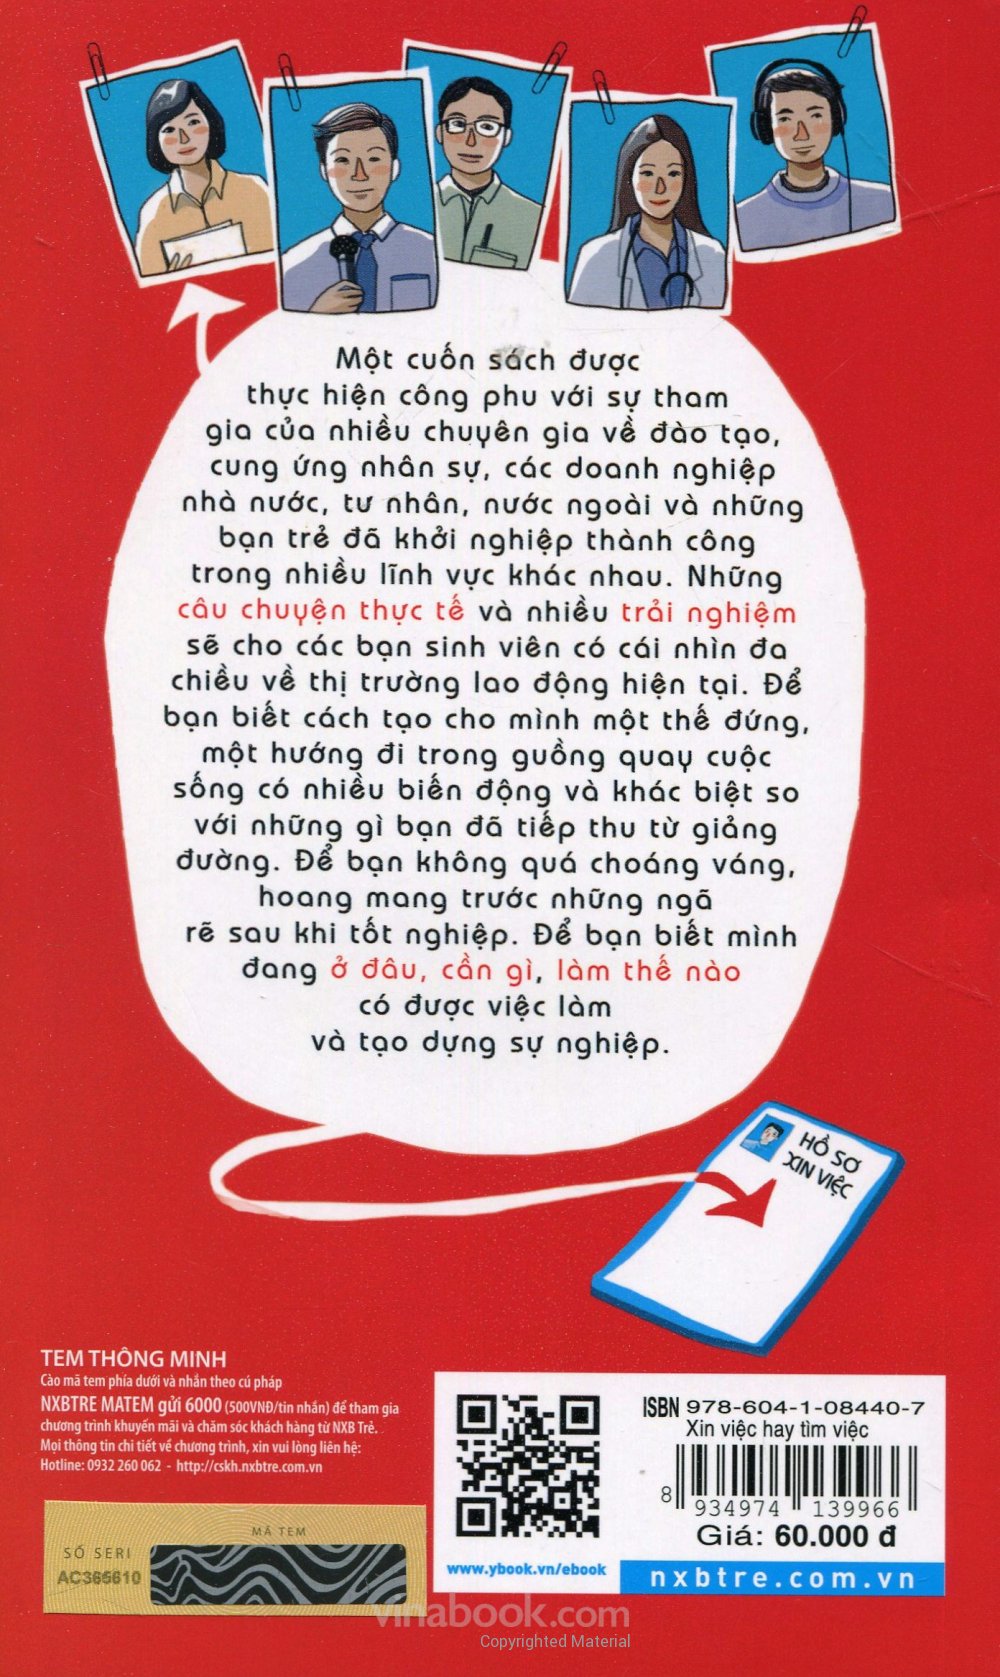 Một cuốn sách được
thực hiện công phu với sự tham
gia của nhiều chuyên gia về đào tạo,
cung ứng nhân sự, các doanh nghiệp
nhà nước, tư nhân, nước ngoài và những
bạn trẻ đã khởi nghiệp thành công
trong nhiều lĩnh vực khác nhau. Những
câu chuyện thực tế và nhiều trải nghiệm
sẽ cho các bạn sinh viên có cái nhìn đa
chiều về thị trường lao động hiện tại. Để
bạn biết cách tạo cho mình một thế đứng,
một hướng đi trong guồng quay cuộc
sống có nhiều biến động và khác biệt so
với những gì bạn đã tiếp thu từ giảng
đường. Để bạn không quá choáng váng,
hoang mang trước những ngã
rẽ sau khi tốt nghiệp. Để bạn biết mình
đang ở đâu, cần gì, làm thế nào
có được việc làm
và tạo dựng sự nghiệp.
HỒ SƠ
XIN VIỆC
TEM THÔNG MINH
Cào mã tem phía dưới và nhắn theo cú pháp
NXBTRE MATEM gửi 6000 (500VNĐ/tin nhắn) để tham gia
chương trình khuyến mãi và chăm sóc khách hàng từ NXB Trẻ.
Mọi thông tin chi tiết về chương trình, xin vui lòng liên hệ:
Hotline: 0932 260 062 - http://cskh.nxbtre.com.vn
MÃ TEM
SỐ SERI
AC365610
www.ybook.vn/ebook
ISBN 978-604-1-08440-7
Xin việc hay tìm việc
8 934974 139966
Giá: 60.000 đ
nxbtre.com.vn
vinabook.com
Copyrighted Material